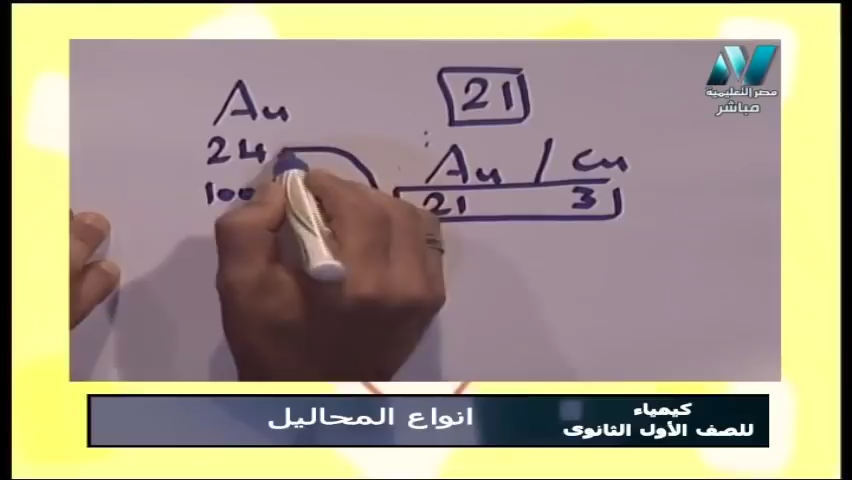 مصر التعليمية
مباشر
Au
24
100
21
Au / Cu
21 3
كيمياء
للصف الأول الثانوى
انواع المحاليل